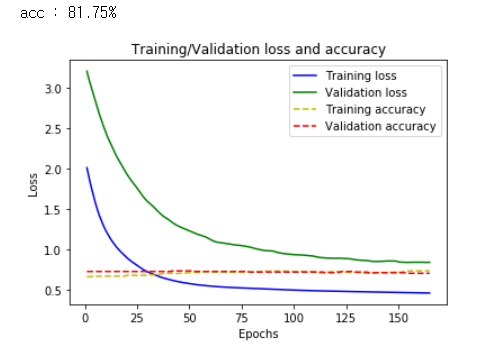 acc : 81.75%
Training/Validation loss and accuracy
Training loss
Validation loss
Training accuracy
Validation accuracy
3.0
2.5
2.0
1.5
1.0
0.5
Loss
0 25 50 75 100 125 150
Epochs